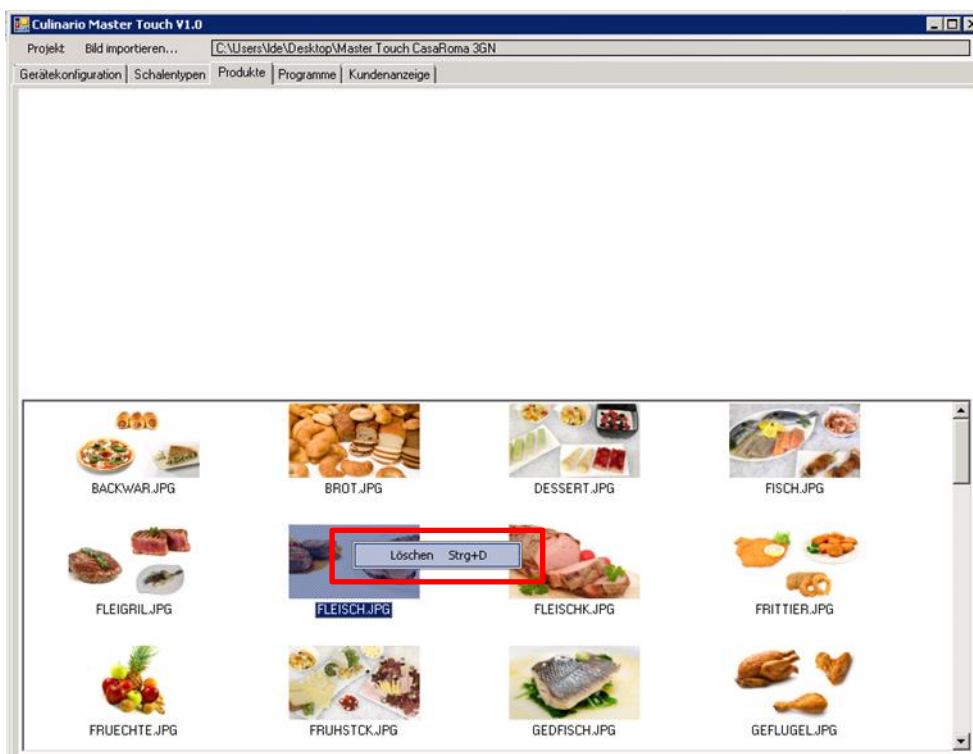 Culinario Master Touch V1.0
Projekt Bild importieren... C:\Users\lde\Desktop\Master Touch CasaRoma 3GN
Gerätekonfiguration Schalentypen Produkte Programme Kundenanzeige
BACKWAR.JPG BROT.JPG DESSERT.JPG FISCH.JPG
Löschen Strg+D
FLEIGRIL.JPG FLEISCH.JPG FLEISCHK.JPG FRITTIER.JPG
FRUECHTE.JPG FRUHSTCK.JPG GEDFISCH.JPG GEFLUGEL.JPG